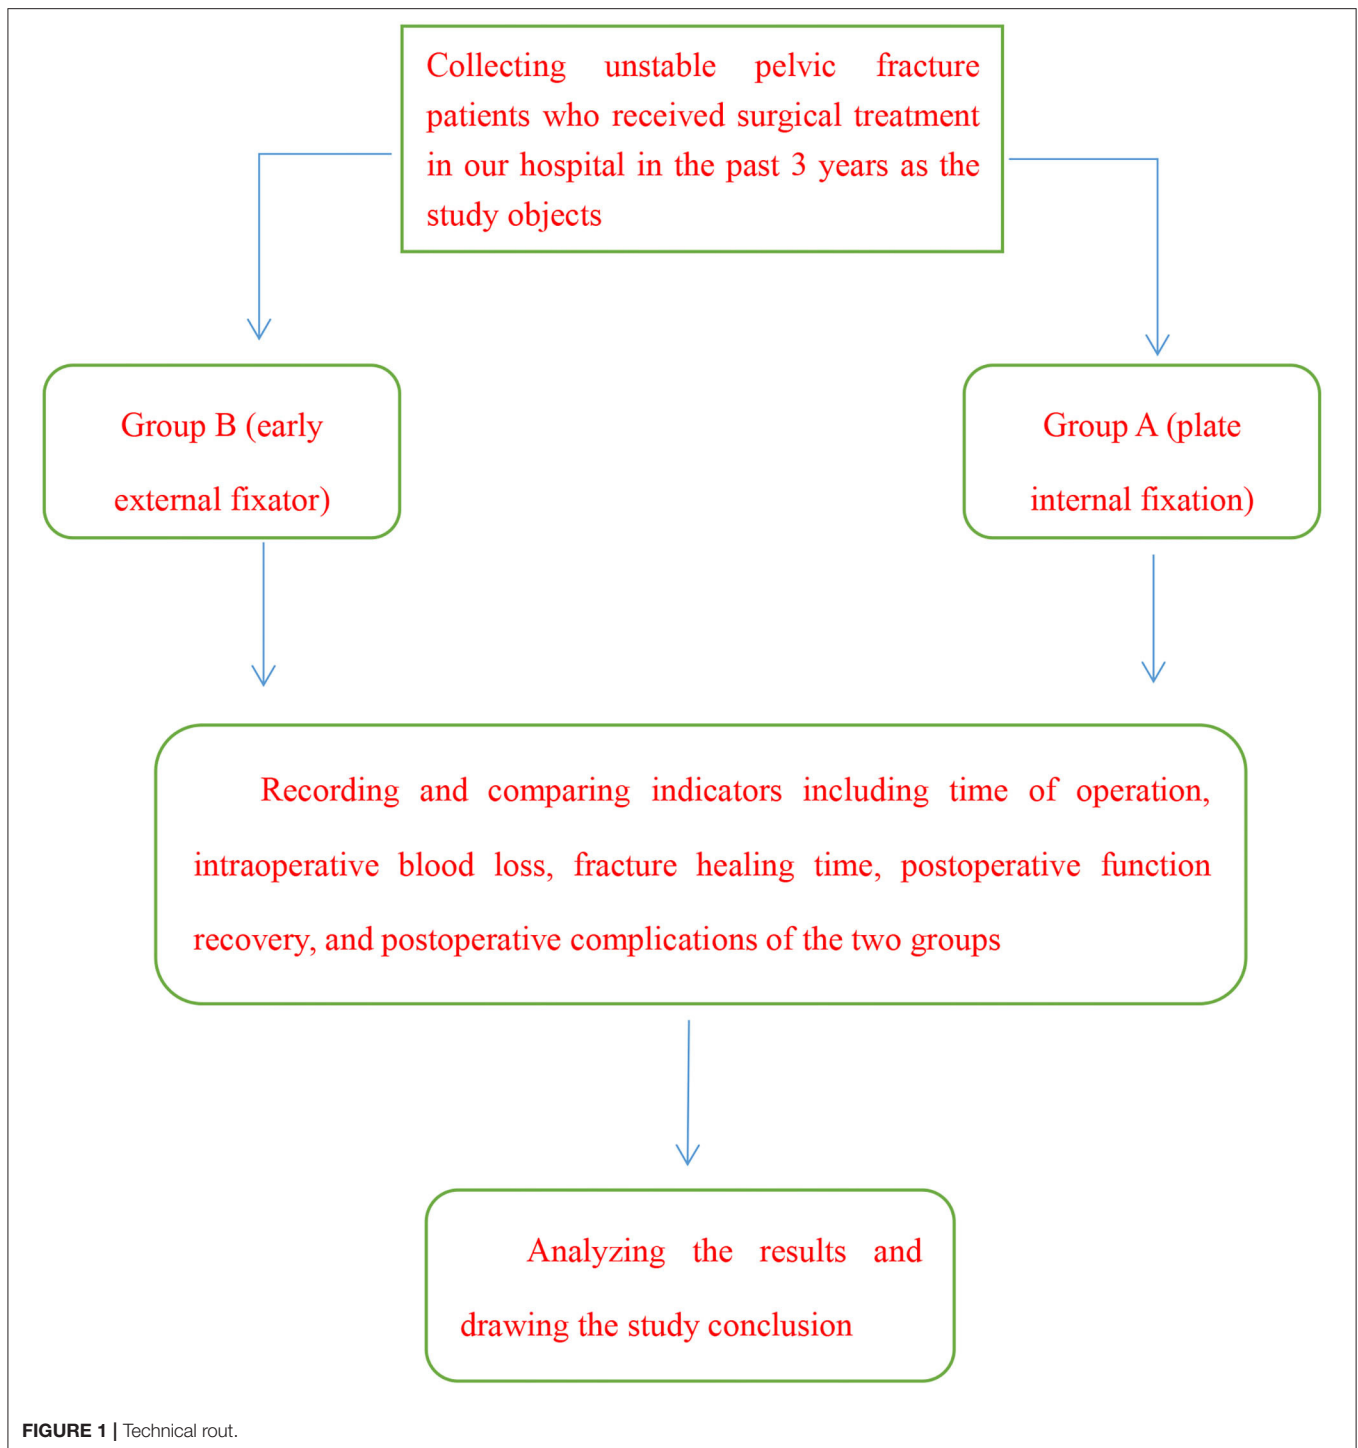 Collecting unstable pelvic fracture
patients who received surgical treatment
in our hospital in the past 3 years as the
study objects
Group B (early
external fixator)
Group A (plate
internal fixation)
Recording and comparing indicators including time of operation,
intraoperative blood loss, fracture healing time, postoperative function
recovery, and postoperative complications of the two groups
Analyzing the results and
drawing the study conclusion
FIGURE 1 | Technical rout.